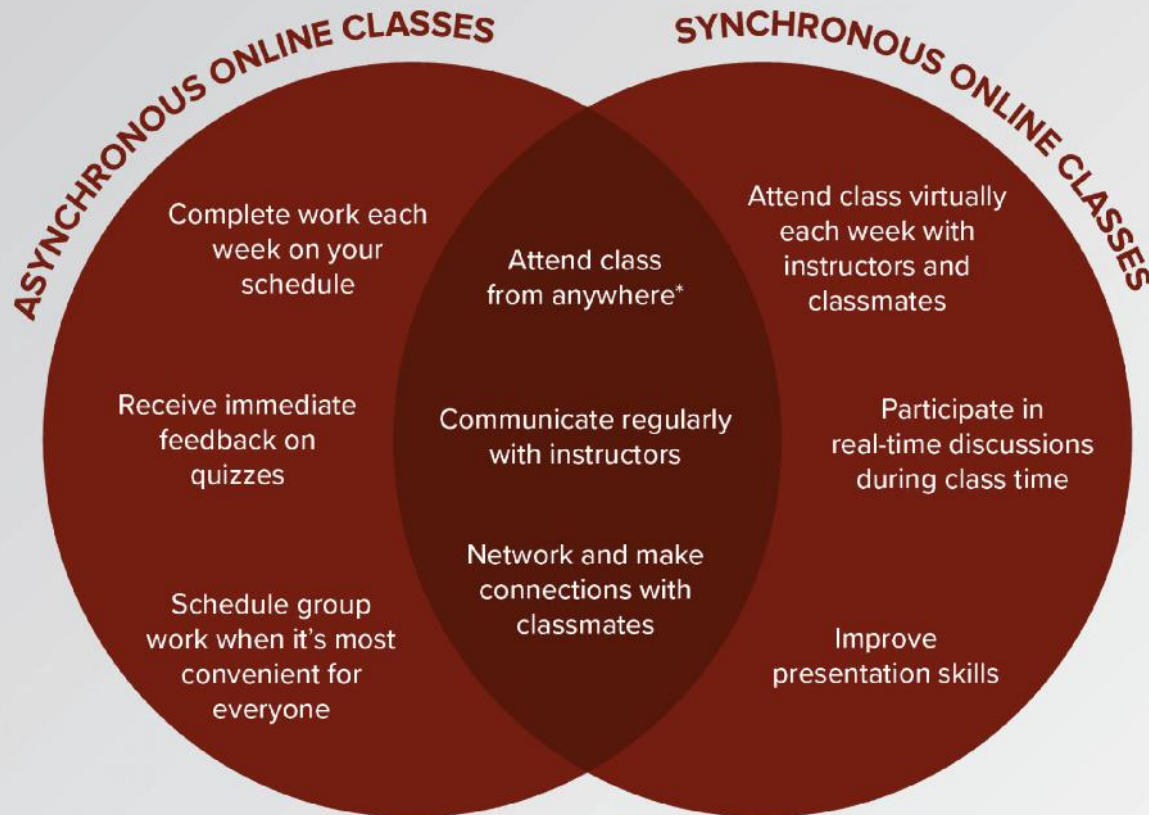 ASYNCHRONOUS ONLINE CLASSES
Complete work each
week on your
schedule
Receive immediate
feedback on
quizzes
Schedule group
work when it's most
convenient for
everyone
Attend class
from anywhere*
Communicate regularly
with instructors
Network and make
connections with
classmates
SYNCHRONOUS ONLINE CLASSES
Attend class virtually
each week with
instructors and
classmates
Participate in
real-time discussions
during class time
Improve
presentation skills